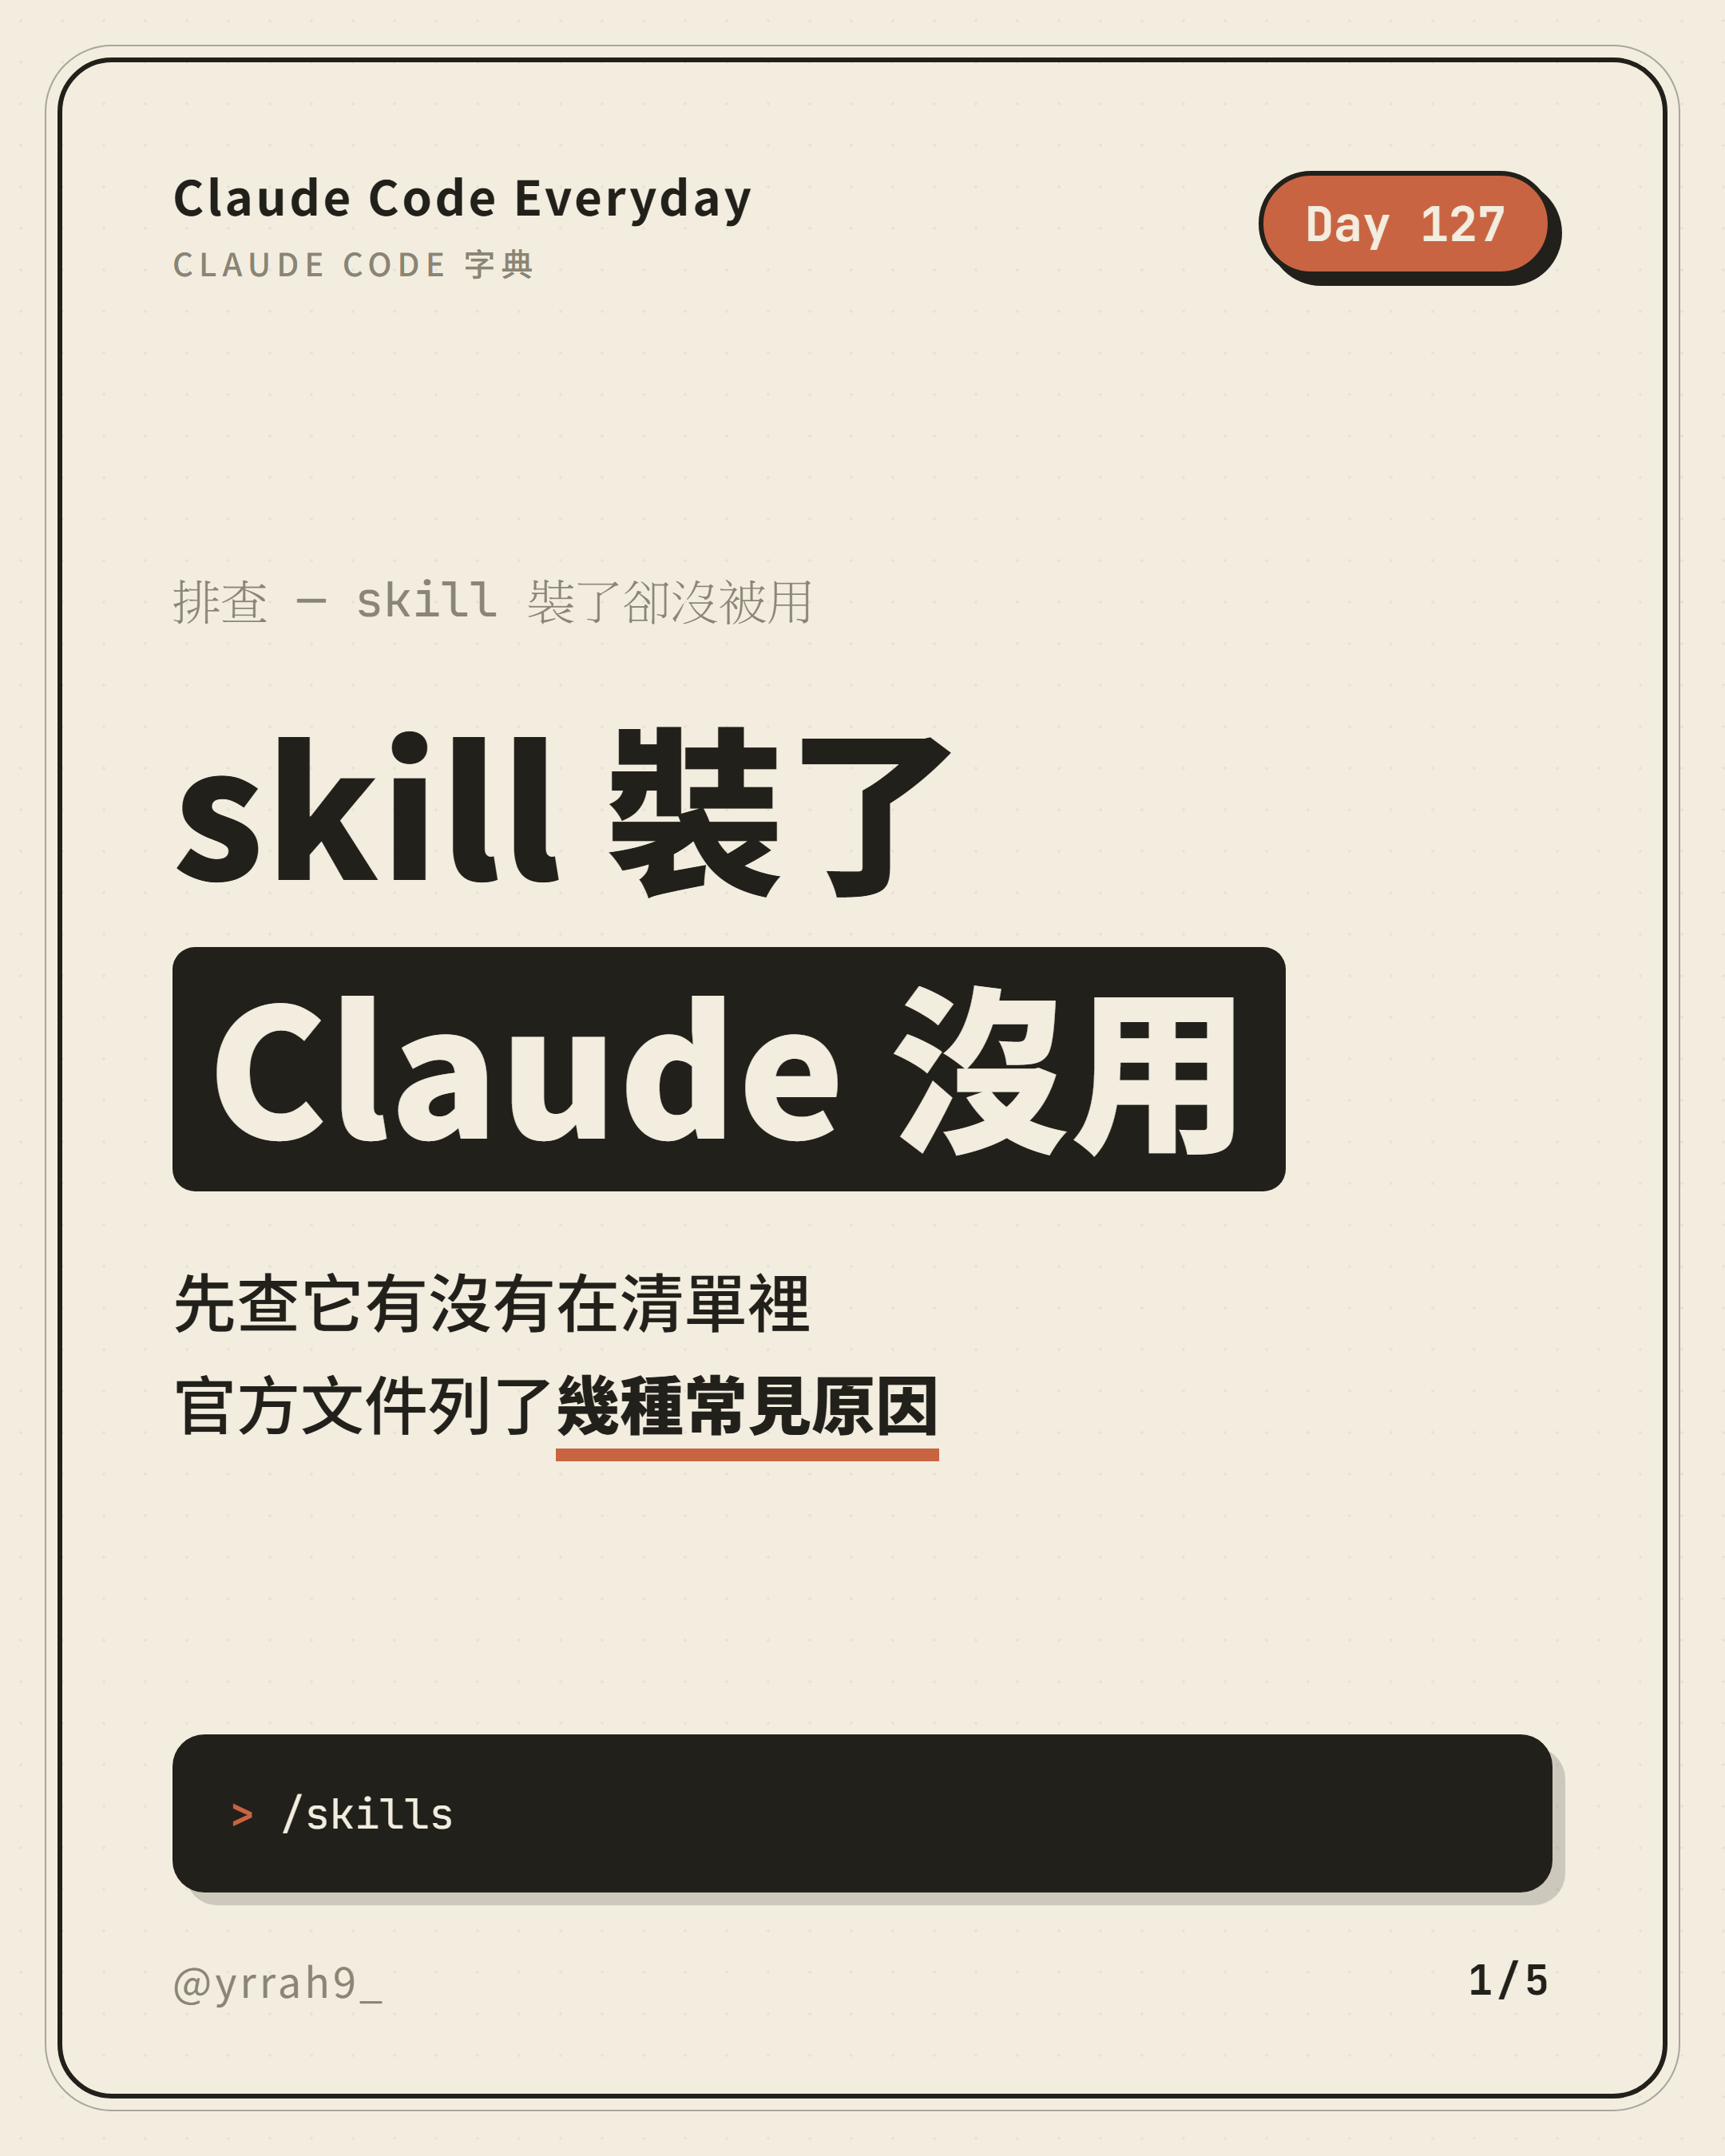 Claude Code Everyday
CLAUDE CODE 字典
Day 127
排查 — skill 裝了卻沒被用
skill 裝了
Claude 沒用
先查它有沒有在清單裡
官方文件列了幾種常見原因
> /skills
@yrrah9_
1/5